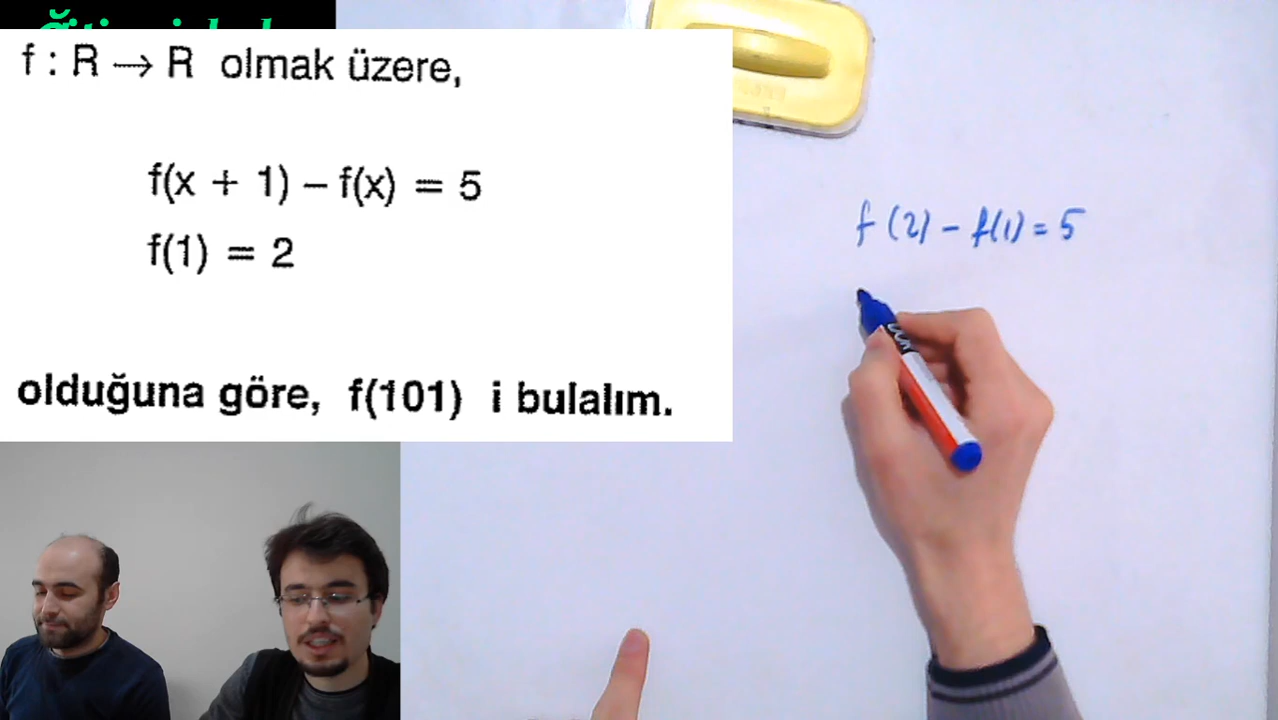 f : R → R olmak üzere,
f(x + 1) – f(x) = 5
f(1) = 2
olduğuna göre, f(101) i bulalım.
f(2) - f(1) = 5